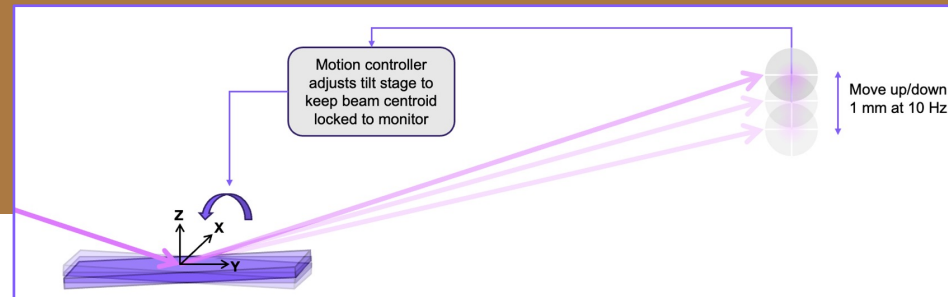 Motion controller
adjusts tilt stage to
keep beam centroid
locked to monitor
Move up/down
1 mm at 10 Hz
Z
X
Y